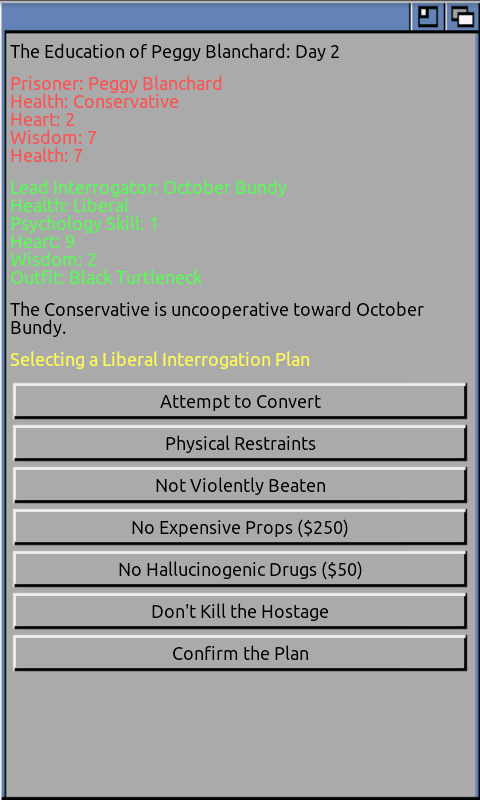 The Education of Peggy Blanchard: Day 2
Prisoner: Peggy Blanchard
Health: Conservative
Heart: 2
Wisdom: 7
Health: 7
Lead Interrogator: October Bundy
Health: Liberal
Psychology Skill: 1
Heart: 9
Wisdom: 2
Outfit: Black Turtleneck
The Conservative is uncooperative toward October
Bundy.
Selecting a Liberal Interrogation Plan
Attempt to Convert
Physical Restraints
Not Violently Beaten
No Expensive Props ($250)
No Hallucinogenic Drugs ($50)
Don't Kill the Hostage
Confirm the Plan